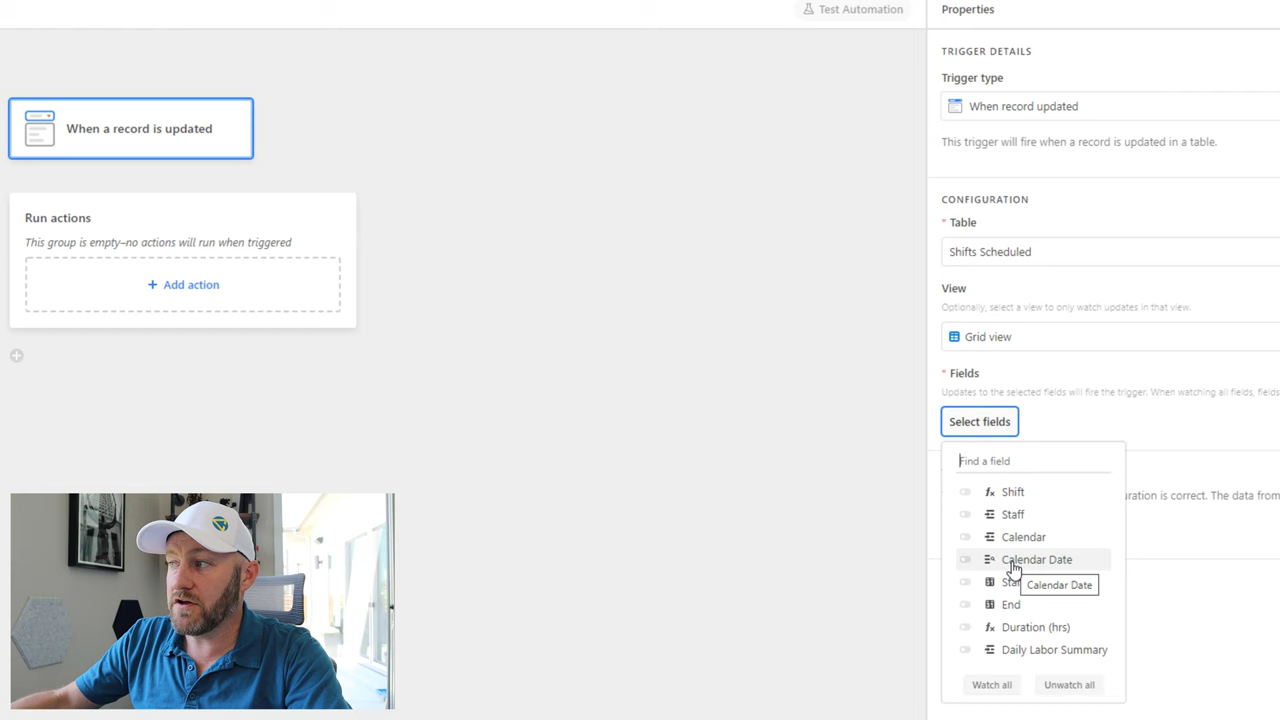 Test Automation
When a record is updated
Run actions
This group is empty–no actions will run when triggered
+ Add action
Properties
TRIGGER DETAILS
Trigger type
When record updated
This trigger will fire when a record is updated in a table.
CONFIGURATION
* Table
Shifts Scheduled
View
Optionally, select a view to only watch updates in that view.
Grid view
* Fields
Updates to the selected fields will fire the trigger. When watching all fields, fields
Select fields
Find a field
Shift
Staff
Calendar
Calendar Date
Calendar Date
End
Duration (hrs)
Daily Labor Summary
Watch all
Unwatch all
is correct. The data from